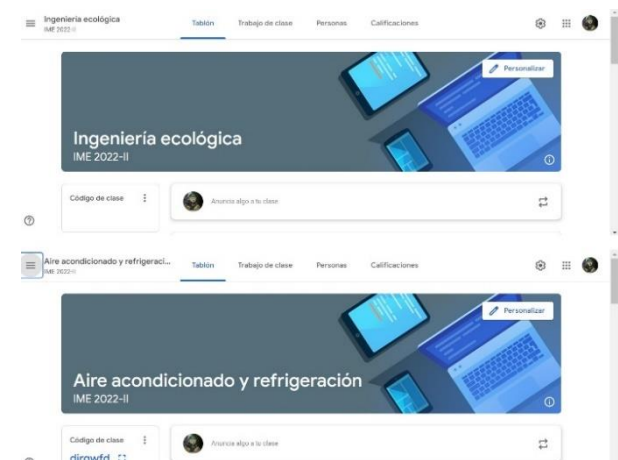 Ingeniería ecológica
IME 2022-II
Tablón Trabajo de clase Personas Calificaciones
Personalizar
Ingeniería ecológica
IME 2022-II
Código de clase
Anuncia algo a tu clase
Aire acondicionado y refrigeraci...
IME 2022-II
Tablón Trabajo de clase Personas Calificaciones
Personalizar
Aire acondicionado y refrigeración
IME 2022-II
Código de clase
Anuncia algo a tu clase